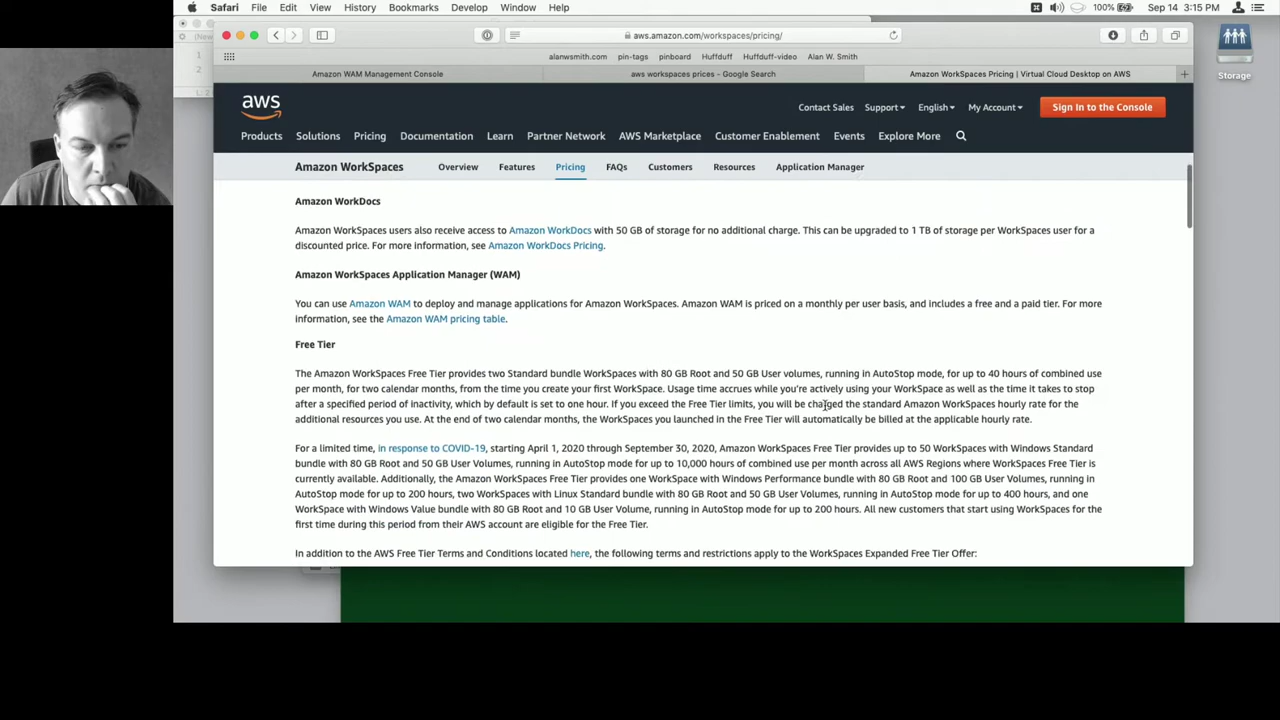 Safari File Edit View History Bookmarks Develop Window Help 100% Sep 14 3:15 PM
aws.amazon.com/workspaces/pricing/
alanwsmith.com pin-tags pinboard Huffduff Huffduff-video Alan W. Smith
Amazon WAM Management Console aws workspaces prices - Google Search Amazon WorkSpaces Pricing | Virtual Cloud Desktop on AWS
Storage
1
2
aws
Contact Sales Support English My Account Sign In to the Console
Products Solutions Pricing Documentation Learn Partner Network AWS Marketplace Customer Enablement Events Explore More
Amazon WorkSpaces Overview Features Pricing FAQs Customers Resources Application Manager
Amazon WorkDocs
Amazon WorkSpaces users also receive access to Amazon WorkDocs with 50 GB of storage for no additional charge. This can be upgraded to 1 TB of storage per WorkSpaces user for a
discounted price. For more information, see Amazon WorkDocs Pricing.
Amazon WorkSpaces Application Manager (WAM)
You can use Amazon WAM to deploy and manage applications for Amazon WorkSpaces. Amazon WAM is priced on a monthly per user basis, and includes a free and a paid tier. For more
information, see the Amazon WAM pricing table.
Free Tier
The Amazon WorkSpaces Free Tier provides two Standard bundle WorkSpaces with 80 GB Root and 50 GB User volumes, running in AutoStop mode, for up to 40 hours of combined use
per month, for two calendar months, from the time you create your first WorkSpace. Usage time accrues while you're actively using your WorkSpace as well as the time it takes to stop
after a specified period of inactivity, which by default is set to one hour. If you exceed the Free Tier limits, you will be charged the standard Amazon WorkSpaces hourly rate for the
additional resources you use. At the end of two calendar months, the WorkSpaces you launched in the Free Tier will automatically be billed at the applicable hourly rate.
For a limited time, in response to COVID-19, starting April 1, 2020 through September 30, 2020, Amazon WorkSpaces Free Tier provides up to 50 WorkSpaces with Windows Standard
bundle with 80 GB Root and 50 GB User Volumes, running in AutoStop mode for up to 10,000 hours of combined use per month across all AWS Regions where WorkSpaces Free Tier is
currently available. Additionally, the Amazon WorkSpaces Free Tier provides one WorkSpace with Windows Performance bundle with 80 GB Root and 100 GB User Volumes, running in
AutoStop mode for up to 200 hours, two WorkSpaces with Linux Standard bundle with 80 GB Root and 50 GB User Volumes, running in AutoStop mode for up to 400 hours, and one
WorkSpace with Windows Value bundle with 80 GB Root and 10 GB User Volume, running in AutoStop mode for up to 200 hours. All new customers that start using WorkSpaces for the
first time during this period from their AWS account are eligible for the Free Tier.
In addition to the AWS Free Tier Terms and Conditions located here, the following terms and restrictions apply to the WorkSpaces Expanded Free Tier Offer: